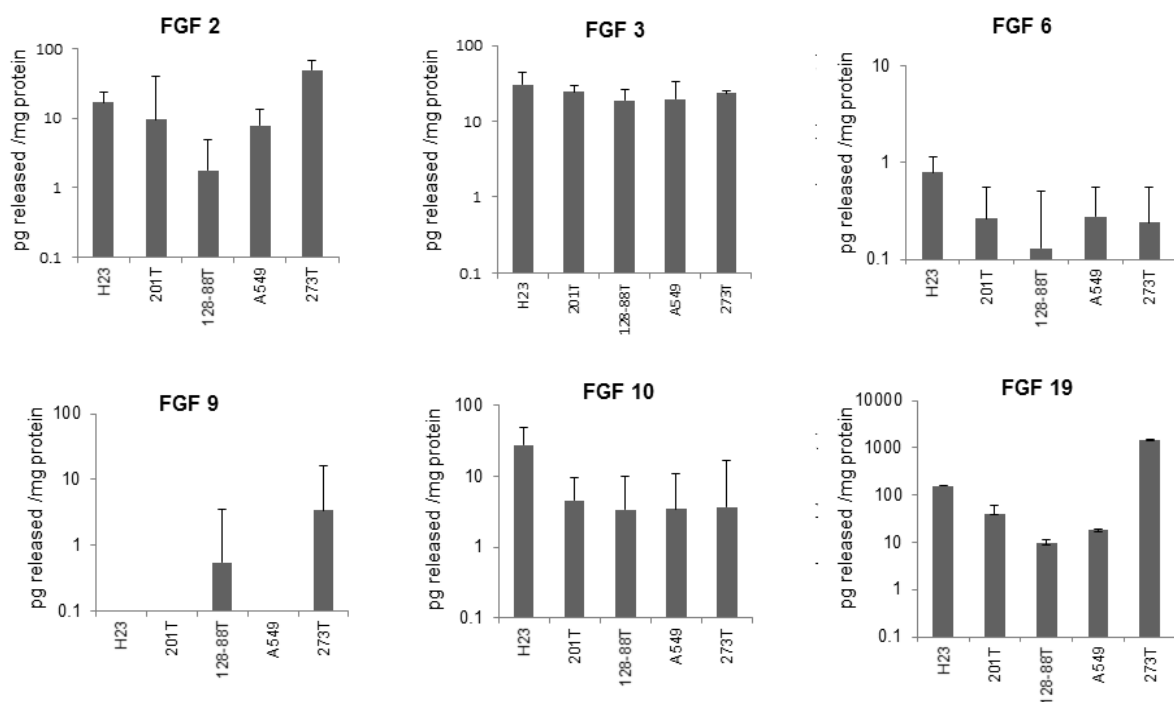 FGF 2
pg released /mg protein
100
10
1
0.1
H23
201T
128-88T
A549
273T
FGF 3
pg released /mg protein
100
10
1
0.1
H23
201T
128-88T
A549
273T
FGF 6
pg released /mg protein
10
1
0.1
H23
201T
128-88T
A549
273T
FGF 9
pg released /mg protein
100
10
1
0.1
H23
201T
128-88T
A549
273T
FGF 10
pg released /mg protein
100
10
1
0.1
H23
201T
128-88T
A549
273T
FGF 19
pg released /mg protein
10000
1000
100
10
1
0.1
H23
201T
128-88T
A549
273T